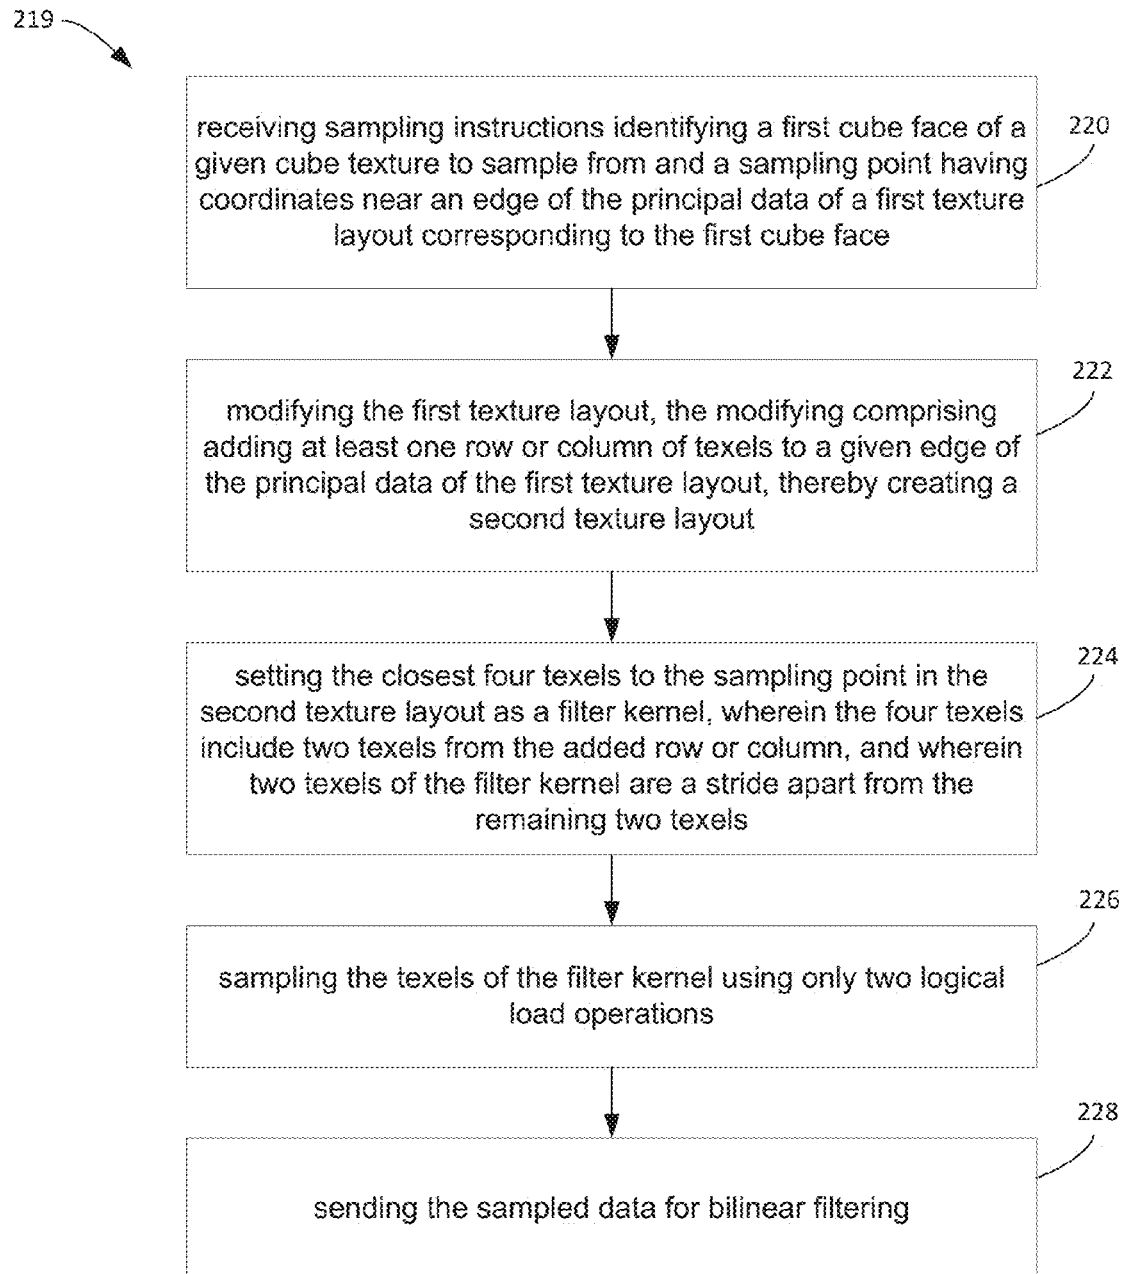 219
receiving sampling instructions identifying a first cube face of a
given cube texture to sample from and a sampling point having
coordinates near an edge of the principal data of a first texture
layout corresponding to the first cube face
220
modifying the first texture layout, the modifying comprising
adding at least one row or column of texels to a given edge of
the principal data of the first texture layout, thereby creating a
second texture layout
222
setting the closest four texels to the sampling point in the
second texture layout as a filter kernel, wherein the four texels
include two texels from the added row or column, and wherein
two texels of the filter kernel are a stride apart from the
remaining two texels
224
sampling the texels of the filter kernel using only two logical
load operations
226
sending the sampled data for bilinear filtering
228